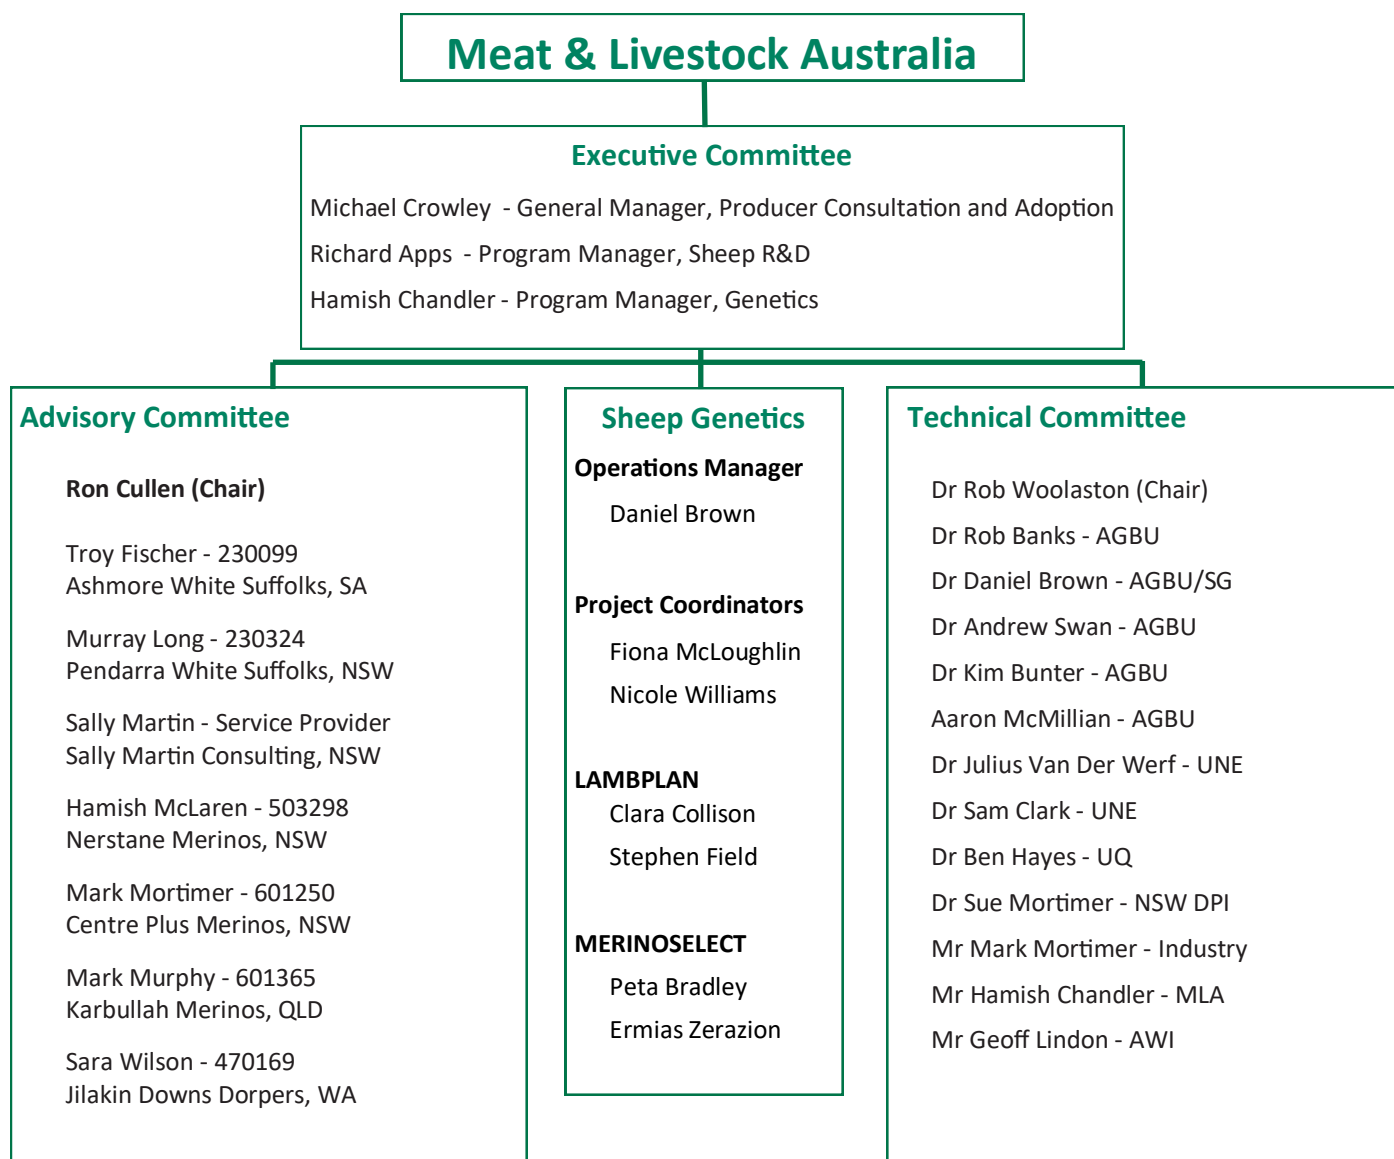 Meat & Livestock Australia
Executive Committee
Michael Crowley - General Manager, Producer Consultation and Adoption
Richard Apps - Program Manager, Sheep R&D
Hamish Chandler - Program Manager, Genetics
Advisory Committee
Ron Cullen (Chair)
Troy Fischer - 230099
Ashmore White Suffolks, SA
Murray Long - 230324
Pendarra White Suffolks, NSW
Sally Martin - Service Provider
Sally Martin Consulting, NSW
Hamish McLaren - 503298
Nerstane Merinos, NSW
Mark Mortimer - 601250
Centre Plus Merinos, NSW
Mark Murphy - 601365
Karbullah Merinos, QLD
Sara Wilson - 470169
Jilakin Downs Dorpers, WA
Sheep Genetics
Operations Manager
Daniel Brown
Project Coordinators
Fiona McLoughlin
Nicole Williams
LAMBPLAN
Clara Collison
Stephen Field
MERINOSELECT
Peta Bradley
Ermias Zerazion
Technical Committee
Dr Rob Woolaston (Chair)
Dr Rob Banks - AGBU
Dr Daniel Brown - AGBU/SG
Dr Andrew Swan - AGBU
Dr Kim Bunter - AGBU
Aaron McMillian - AGBU
Dr Julius Van Der Werf - UNE
Dr Sam Clark - UNE
Dr Ben Hayes - UQ
Dr Sue Mortimer - NSW DPI
Mr Mark Mortimer - Industry
Mr Hamish Chandler - MLA
Mr Geoff Lindon - AWI